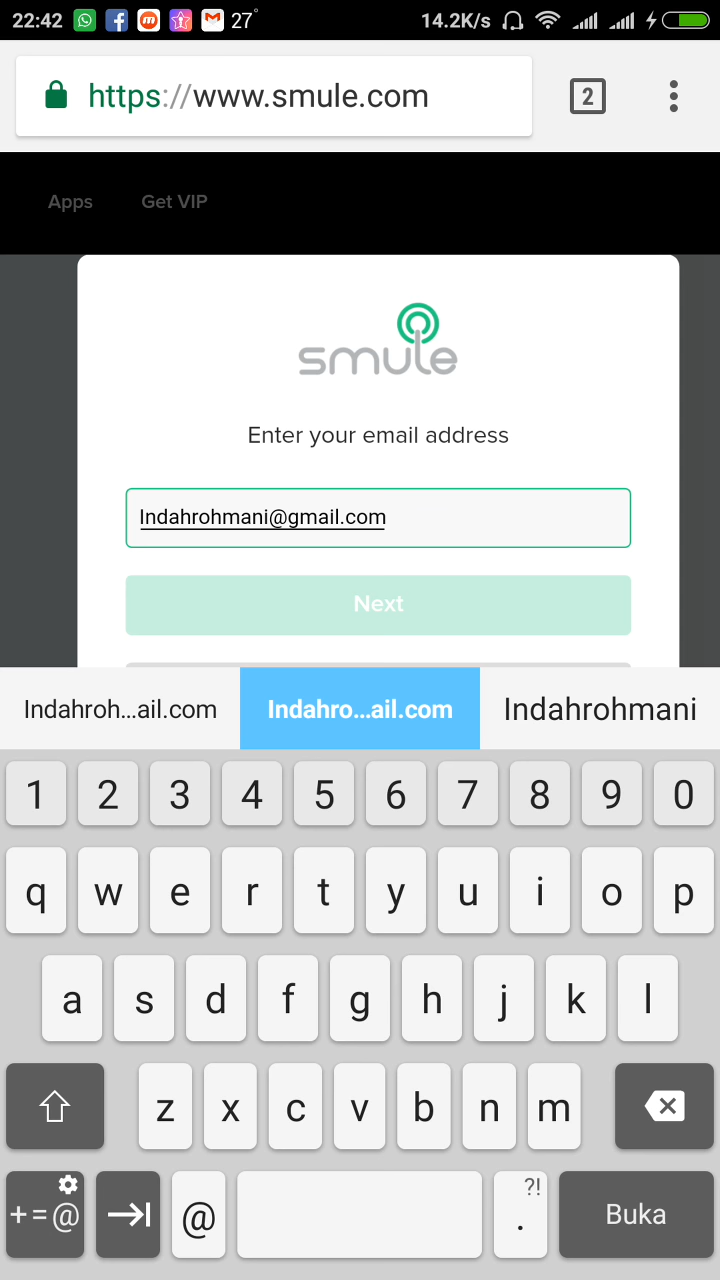 22:42 27° 14.2K/s
https://www.smule.com 2
Apps Get VIP
smule
Enter your email address
Indahrohmani@gmail.com
Next
Indahroh...ail.com Indahro...ail.com Indahrohmani
1 2 3 4 5 6 7 8 9 0
q w e r t y u i o p
a s d f g h j k l
z x c v b n m
+=@ @ ?! . Buka